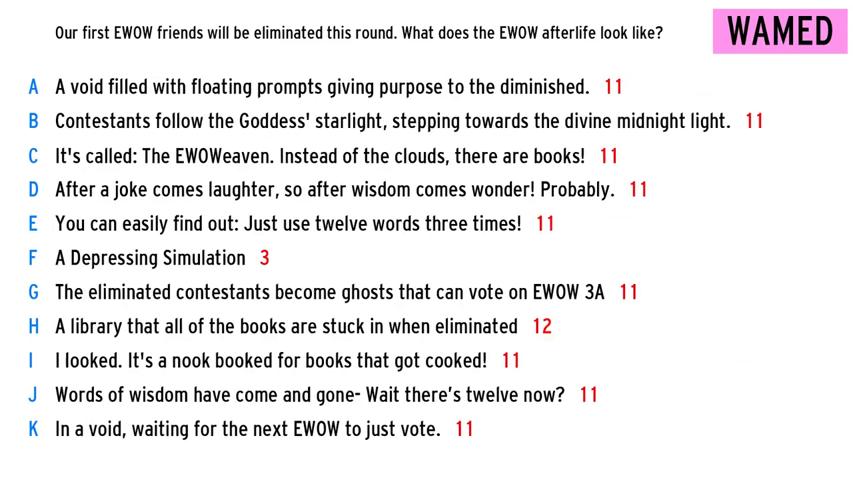 Our first EWOW friends will be eliminated this round. What does the EWOW afterlife look like?
WAMED
A A void filled with floating prompts giving purpose to the diminished. 11
B Contestants follow the Goddess' starlight, stepping towards the divine midnight light. 11
C It's called: The EWOWeaven. Instead of the clouds, there are books! 11
D After a joke comes laughter, so after wisdom comes wonder! Probably. 11
E You can easily find out: Just use twelve words three times! 11
F A Depressing Simulation 3
G The eliminated contestants become ghosts that can vote on EWOW 3A 11
H A library that all of the books are stuck in when eliminated 12
I I looked. It's a nook booked for books that got cooked! 11
J Words of wisdom have come and gone- Wait there’s twelve now? 11
K In a void, waiting for the next EWOW to just vote. 11